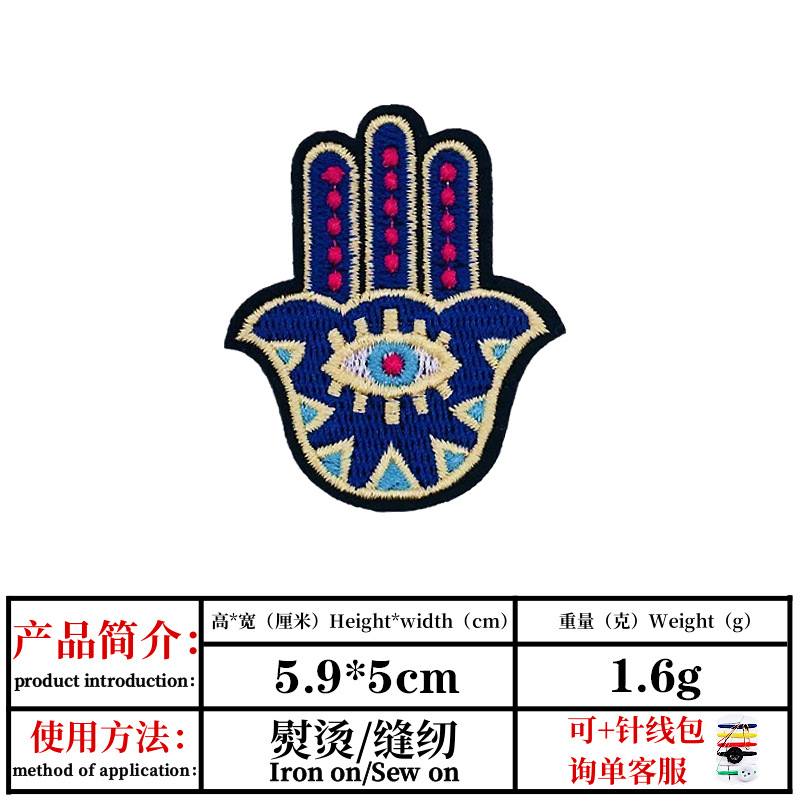 产品简介：
product introduction：
高*宽（厘米）Height*width（cm）
重量（克）Weight（g）
5.9*5cm
1.6g
使用方法：
method of application：
熨烫/缝纫
Iron on/Sew on
可+针线包
询单客服